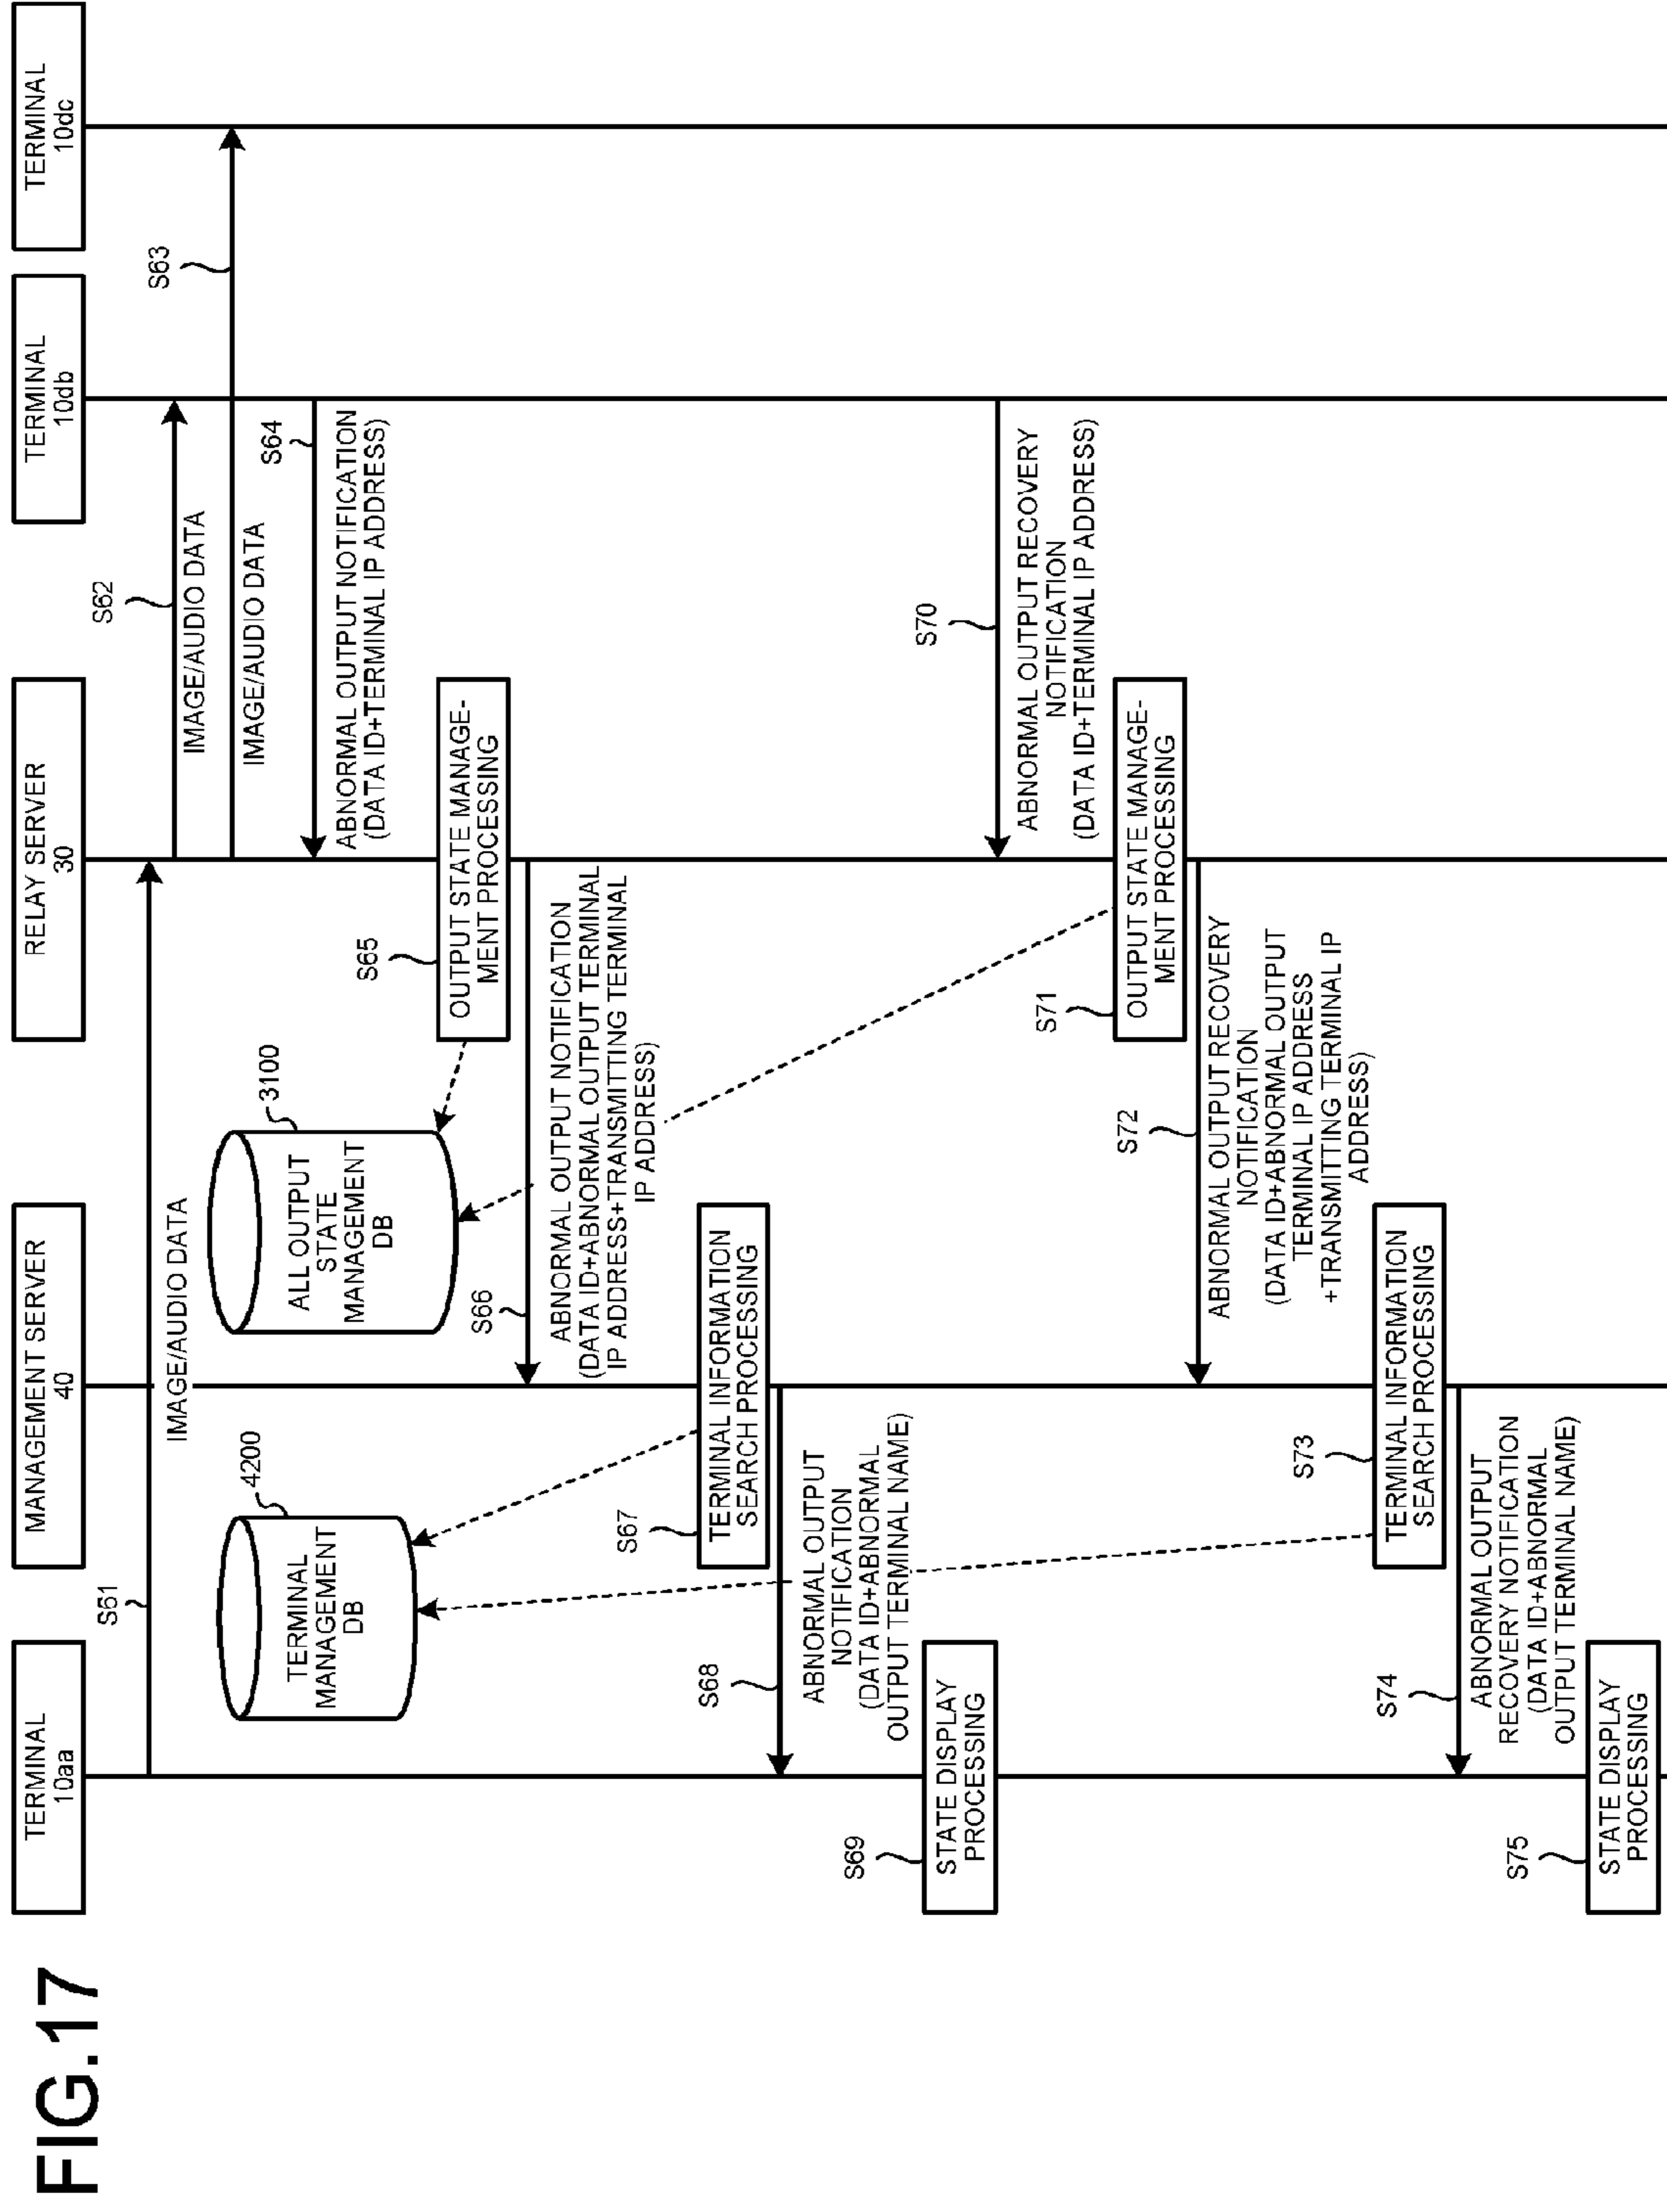 FIG.17
TERMINAL
10aa
MANAGEMENT SERVER
40
RELAY SERVER
30
TERMINAL
10db
TERMINAL
10dc
S61
IMAGE/AUDIO DATA
S62
IMAGE/AUDIO DATA
S63
IMAGE/AUDIO DATA
4200
TERMINAL
MANAGEMENT
DB
3100
ALL OUTPUT
STATE
MANAGEMENT
DB
S64
ABNORMAL OUTPUT NOTIFICATION
(DATA ID+TERMINAL IP ADDRESS)
S65
OUTPUT STATE MANAGE-
MENT PROCESSING
S66
ABNORMAL OUTPUT NOTIFICATION
(DATA ID+ABNORMAL OUTPUT TERMINAL
IP ADDRESS+TRANSMITTING TERMINAL
IP ADDRESS)
S67
TERMINAL INFORMATION
SEARCH PROCESSING
S68
ABNORMAL OUTPUT
NOTIFICATION
(DATA ID+ABNORMAL
OUTPUT TERMINAL NAME)
S69
STATE DISPLAY
PROCESSING
S70
ABNORMAL OUTPUT RECOVERY
NOTIFICATION
(DATA ID+TERMINAL IP ADDRESS)
S71
OUTPUT STATE MANAGE-
MENT PROCESSING
S72
ABNORMAL OUTPUT RECOVERY
NOTIFICATION
(DATA ID+ABNORMAL OUTPUT
TERMINAL IP ADDRESS
+TRANSMITTING TERMINAL IP
ADDRESS)
S73
TERMINAL INFORMATION
SEARCH PROCESSING
S74
ABNORMAL OUTPUT
RECOVERY NOTIFICATION
(DATA ID+ABNORMAL
OUTPUT TERMINAL NAME)
S75
STATE DISPLAY
PROCESSING